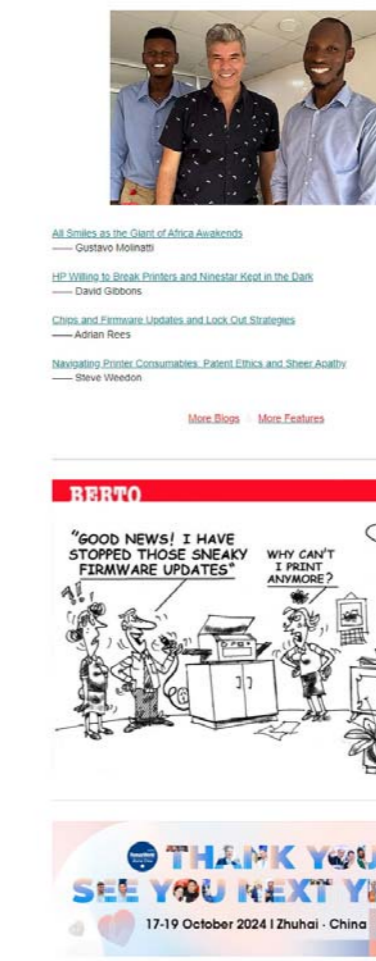 All Smiles as the Giant of Africa Awakends
—— Gustavo Molinatti
HP Willing to Break Printers and Ninestar Kept in the Dark
—— David Gibbons
Chips and Firmware Updates and Lock Out Strategies
—— Adrian Rees
Navigating Printer Consumables: Patent Ethics and Sheer Apathy
—— Steve Weedon
More Blogs More Features
BERTO
"GOOD NEWS! I HAVE
STOPPED THOSE SNEAKY
FIRMWARE UPDATES"
WHY CAN'T
I PRINT
ANYMORE?
?!
THANK YOU
SEE YOU NEXT Y
17-19 October 2024 I Zhuhai · China